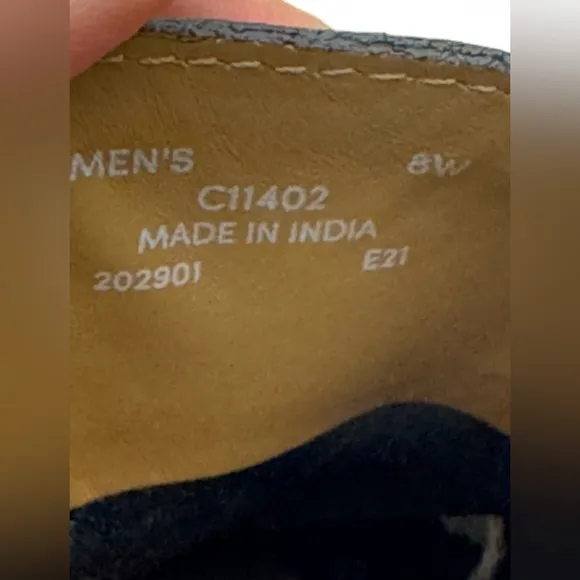 MEN'S 8W
C11402
MADE IN INDIA
202901 E21